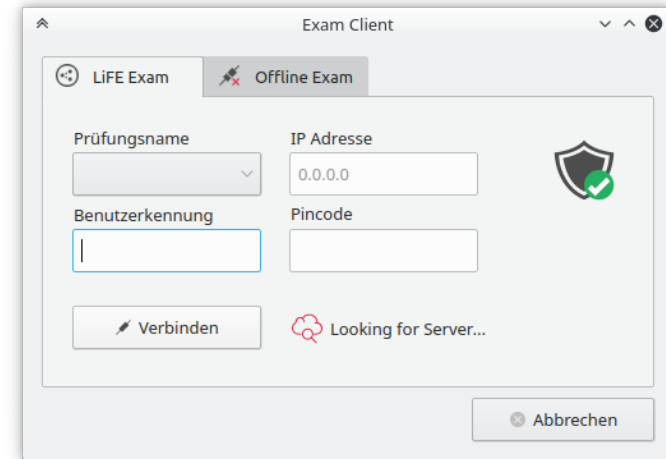 Exam Client
LiFE Exam
Offline Exam
Prüfungsname
IP Adresse
0.0.0.0
Benutzerkennung
Pincode
Verbinden
Looking for Server...
Abbrechen